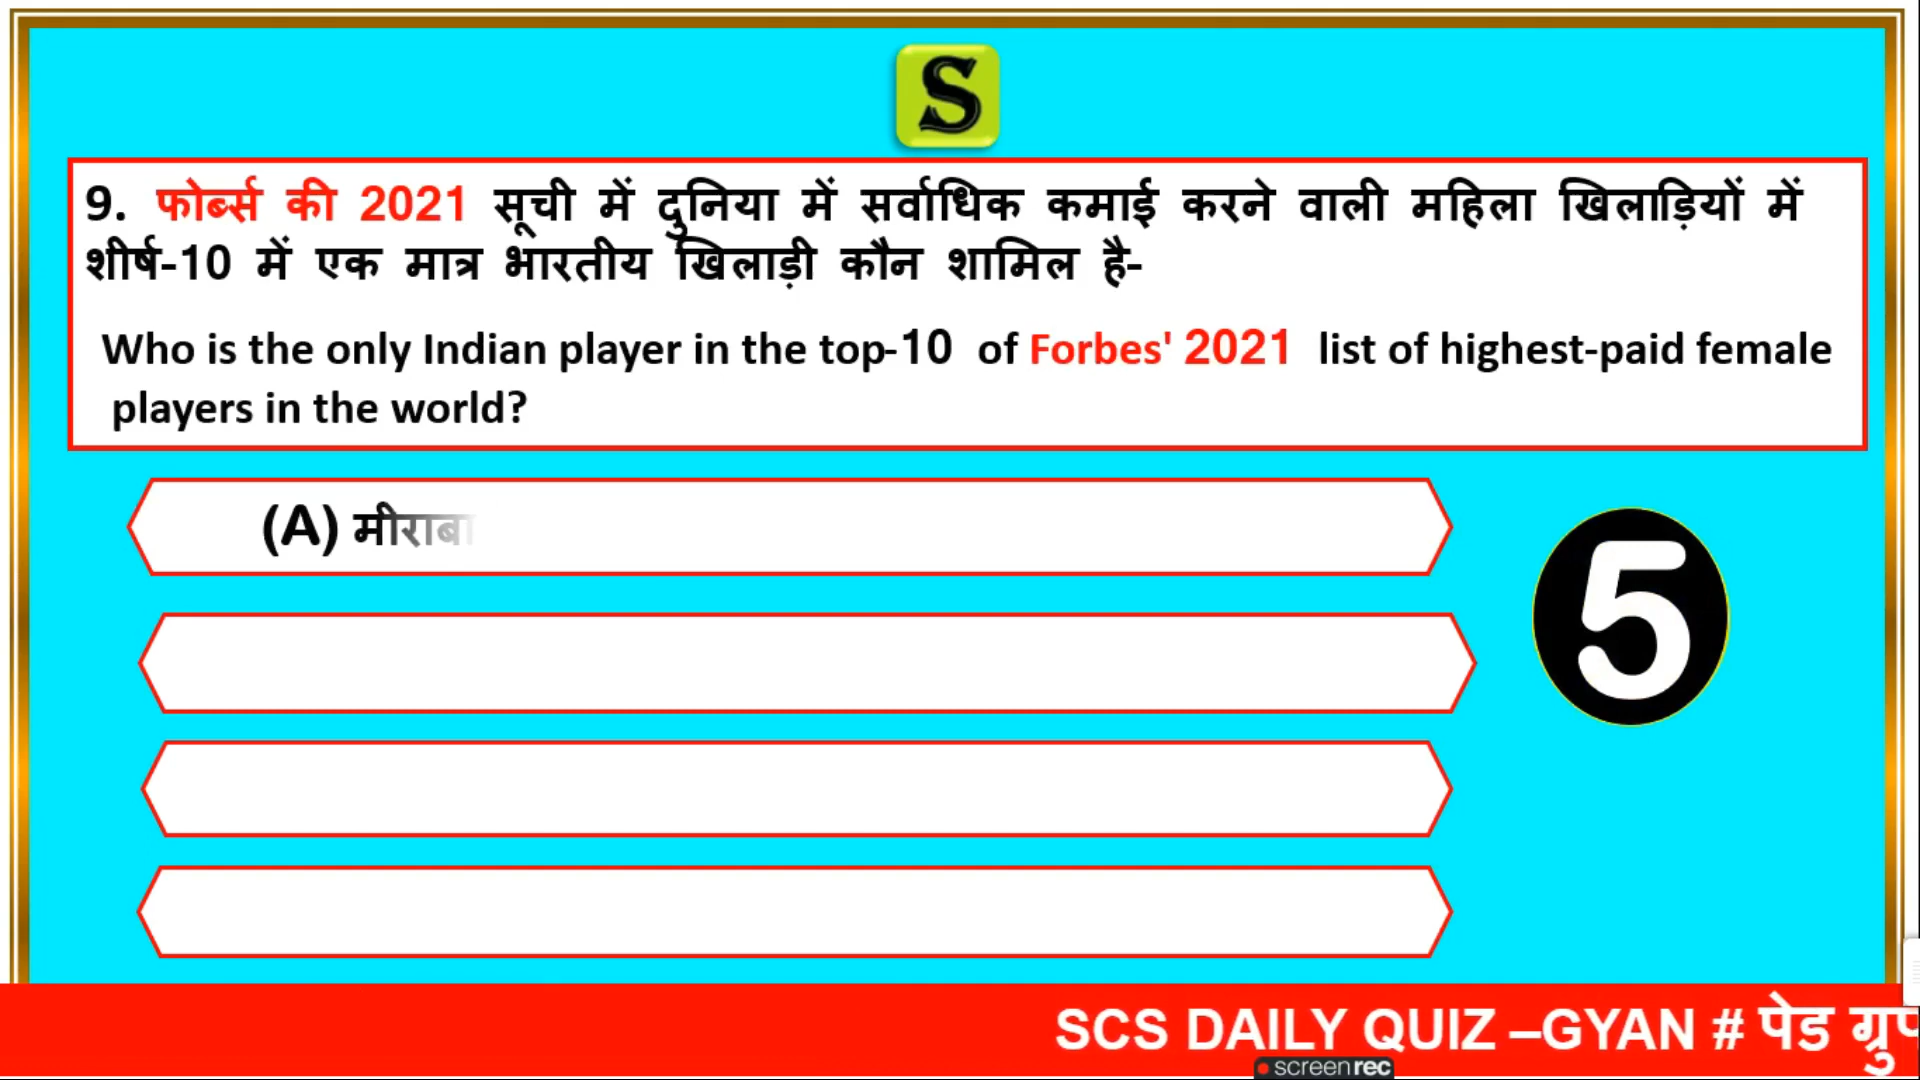 S
9. फोर्ब्स की 2021 सूची में दुनिया में सर्वाधिक कमाई करने वाली महिला खिलाड़ियों में
शीर्ष-10 में एक मात्र भारतीय खिलाड़ी कौन शामिल है-
Who is the only Indian player in the top-10 of Forbes' 2021 list of highest-paid female
players in the world?
(A) मीराबा
5
SCS DAILY QUIZ –GYAN # पेड ग्रुप
screenrec